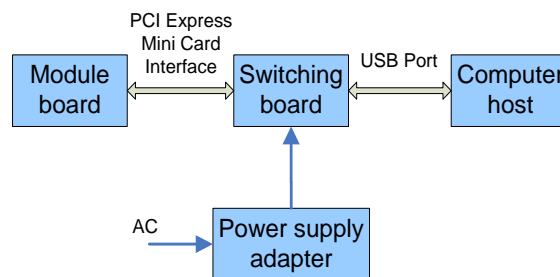 PCI Express
Mini Card
Interface
Module
board
Switching
board
USB Port
Computer
host
AC
Power supply
adapter